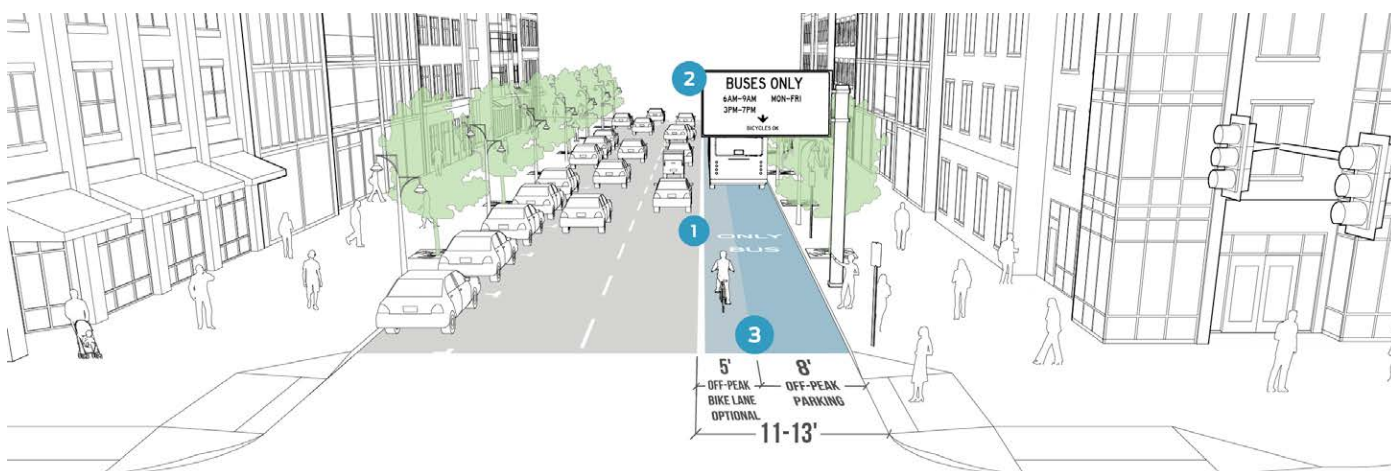 2
BUSES ONLY
6AM-9AM MON-FRI
3PM-7PM
BICYCLES OK
1
ONLY
BUS
3
5' 8'
OFF-PEAK OFF-PEAK
BIKE LANE PARKING
OPTIONAL
11-13'